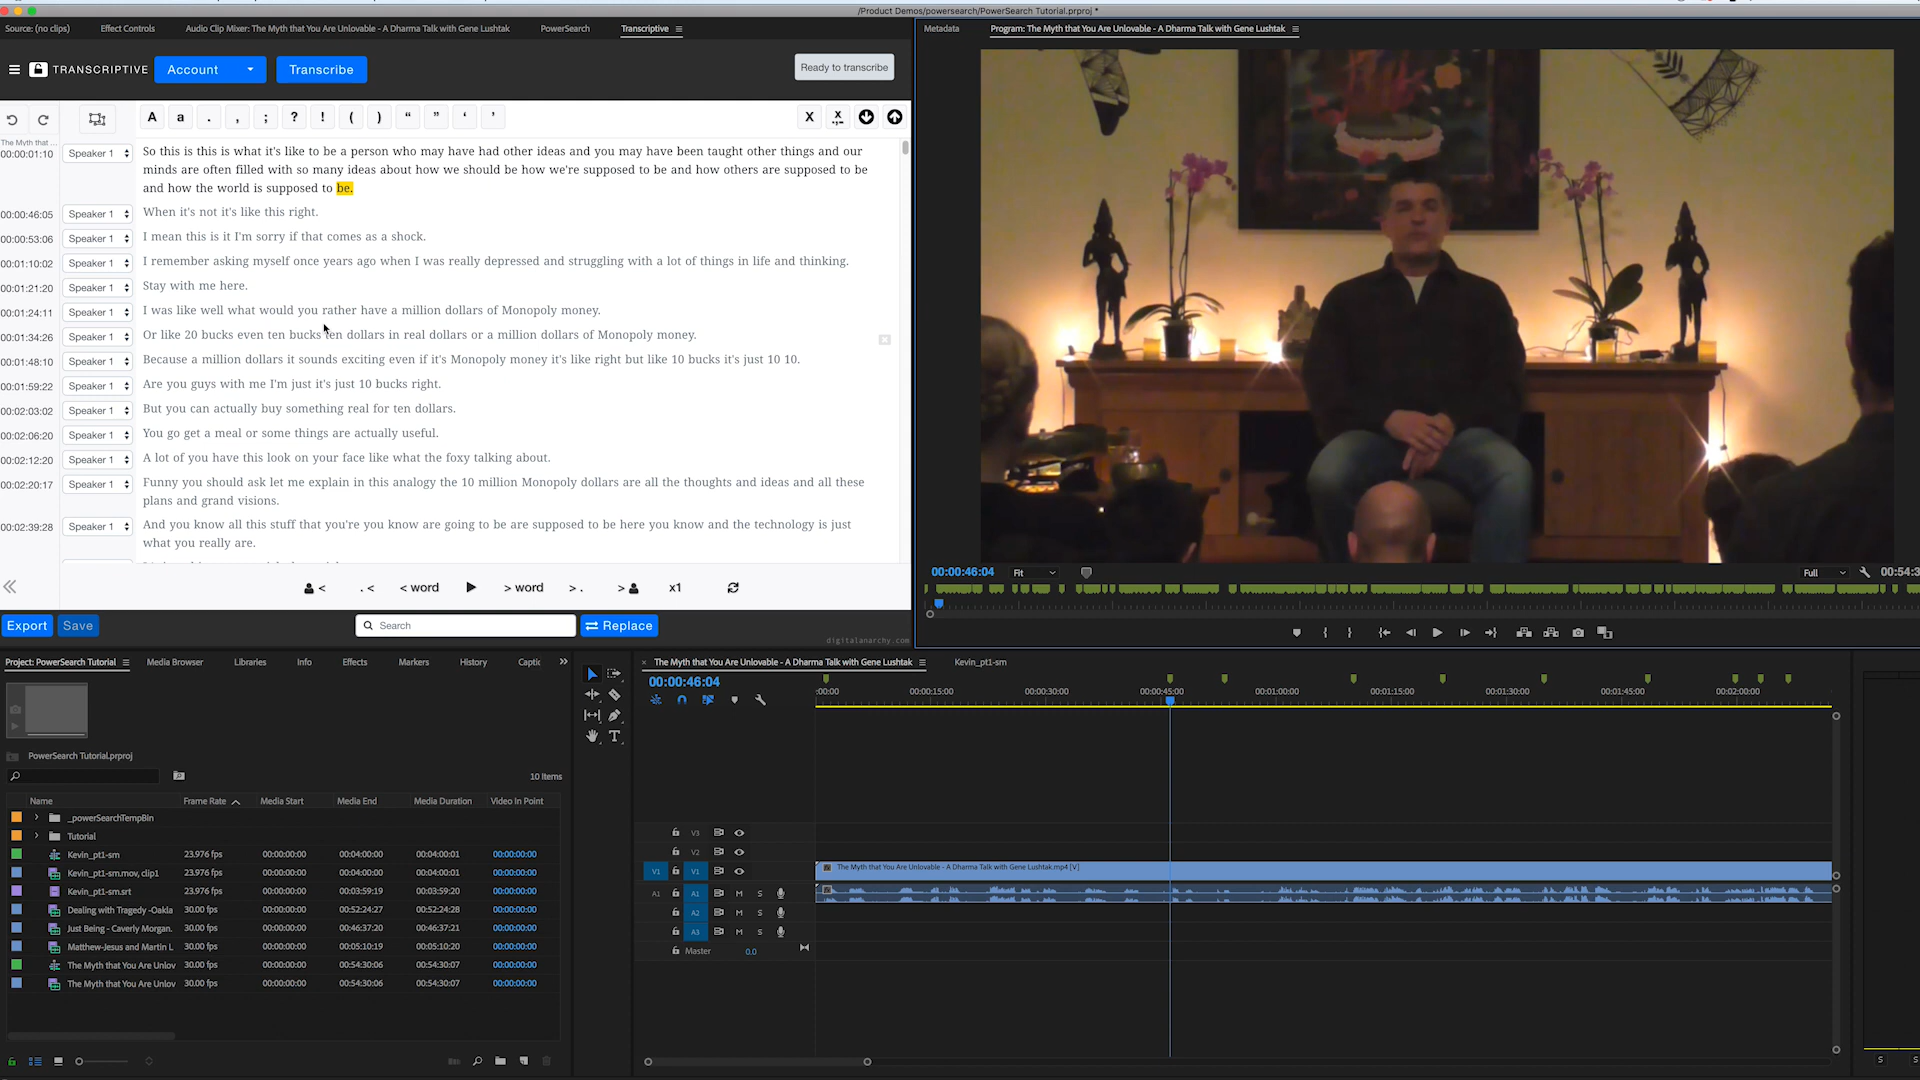 /Product Demos/powersearch/PowerSearch Tutorial.prproj *
Source: (no clips)
Effect Controls
Audio Clip Mixer: The Myth that You Are Unlovable - A Dharma Talk with Gene Lushtak
PowerSearch
Transcriptive
Metadata
Program: The Myth that You Are Unlovable - A Dharma Talk with Gene Lushtak
TRANSCRIPTIVE
Account
Transcribe
Ready to transcribe
A a . , ; ? ! ( ) “ ” ‘ ’
X
The Myth that ...
00:00:01:10 Speaker 1 So this is this is what it's like to be a person who may have had other ideas and you may have been taught other things and our
minds are often filled with so many ideas about how we should be how we're supposed to be and how others are supposed to be
and how the world is supposed to be.
00:00:46:05 Speaker 1 When it's not it's like this right.
00:00:53:06 Speaker 1 I mean this is it I'm sorry if that comes as a shock.
00:01:10:02 Speaker 1 I remember asking myself once years ago when I was really depressed and struggling with a lot of things in life and thinking.
00:01:21:20 Speaker 1 Stay with me here.
00:01:24:11 Speaker 1 I was like well what would you rather have a million dollars of Monopoly money.
00:01:34:26 Speaker 1 Or like 20 bucks even ten bucks ten dollars in real dollars or a million dollars of Monopoly money.
00:01:48:10 Speaker 1 Because a million dollars it sounds exciting even if it's Monopoly money it's like right but like 10 bucks it's just 10 10.
00:01:59:22 Speaker 1 Are you guys with me I'm just it's just 10 bucks right.
00:02:03:02 Speaker 1 But you can actually buy something real for ten dollars.
00:02:06:20 Speaker 1 You go get a meal or some things are actually useful.
00:02:12:20 Speaker 1 A lot of you have this look on your face like what the foxy talking about.
00:02:20:17 Speaker 1 Funny you should ask let me explain in this analogy the 10 million Monopoly dollars are all the thoughts and ideas and all these
plans and grand visions.
00:02:39:28 Speaker 1 And you know all this stuff that you're you know are going to be are supposed to be here you know and the technology is just
what you really are.
< . < < word > word > . > x1
Export
Save
Search
Replace
digitalanarchy.com
00:00:46:04
Fit
Full
00:54:3
Project: PowerSearch Tutorial
Media Browser
Libraries
Info
Effects
Markers
History
Captic
PowerSearch Tutorial.prproj
10 Items
Name Frame Rate Media Start Media End Media Duration Video In Point
_powerSearchTempBin
Tutorial
Kevin_pt1-sm 23.976 fps 00:00:00:00 00:04:00:00 00:04:00:01 00:00:00:00
Kevin_pt1-sm.mov, clip1 23.976 fps 00:00:00:00 00:04:00:00 00:04:00:01 00:00:00:00
Kevin_pt1-sm.srt 23.976 fps 00:00:00:00 00:03:59:19 00:03:59:20 00:00:00:00
Dealing with Tragedy -Oakla 30.00 fps 00:00:00:00 00:52:24:27 00:52:24:28 00:00:00:00
Just Being - Caverly Morgan. 30.00 fps 00:00:00:00 00:46:37:20 00:46:37:21 00:00:00:00
Matthew-Jesus and Martin L 30.00 fps 00:00:00:00 00:05:10:19 00:05:10:20 00:00:00:00
The Myth that You Are Unlov 30.00 fps 00:00:00:00 00:54:30:06 00:54:30:07 00:00:00:00
The Myth that You Are Unlov 30.00 fps 00:00:00:00 00:54:30:06 00:54:30:07 00:00:00:00
The Myth that You Are Unlovable - A Dharma Talk with Gene Lushtak
Kevin_pt1-sm
00:00:46:04
:00:00 00:00:15:00 00:00:30:00 00:00:45:00 00:01:00:00 00:01:15:00 00:01:30:00 00:01:45:00 00:02:00:00
V3
V2
V1 V1
The Myth that You Are Unlovable - A Dharma Talk with Gene Lushtak.mp4 [V]
A1 A1 M S
A2 M S
A3 M S
Master 0.0
S S